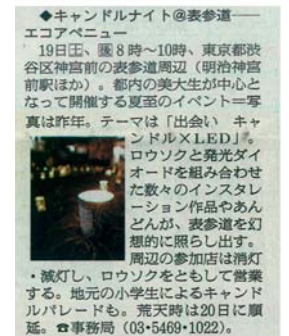 ◆キャンドルナイト＠表参道――
エコアベニュー
19日㊏、夜8時〜10時、東京都渋
谷区神宮前の表参道周辺（明治神宮
前駅ほか）。都内の美大生が中心と
なって開催する夏至のイベント＝写
真は昨年。テーマは「出会い　キャ
ンドル×LED」。
ロウソクと発光ダイ
オードを組み合わせ
た数々のインスタレ
ーション作品やあん
どんが、表参道を幻
想的に照らし出す。
周辺の参加店は消灯
・減灯し、ロウソクをともして営業
する。地元の小学生によるキャンド
ルパレードも。荒天時は20日に順
延。☎事務局（03・5469・1022）。